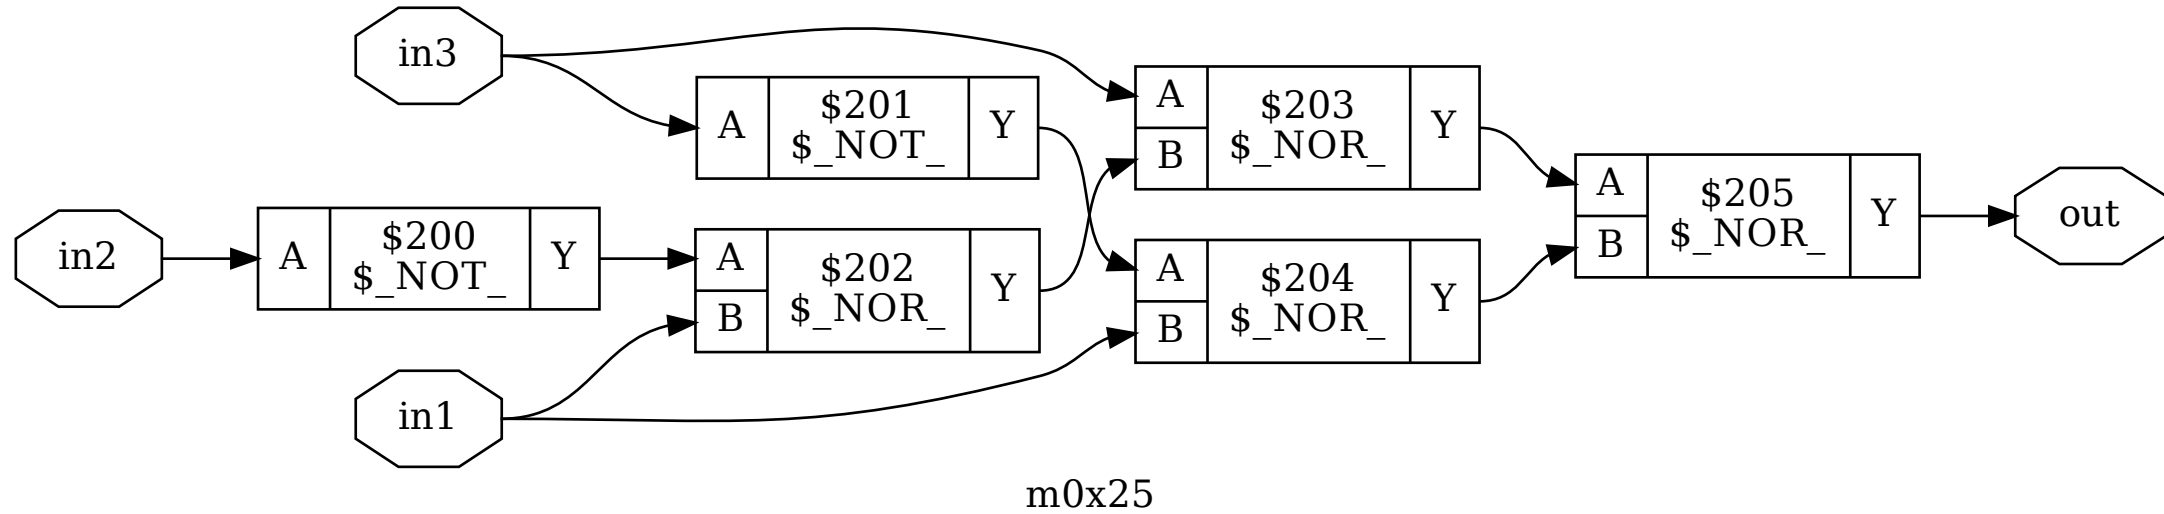 in3
A
$201
$_NOT_
Y
A
B
$203
$_NOR_
Y
in2
A
$200
$_NOT_
Y
A
B
$202
$_NOR_
Y
A
B
$204
$_NOR_
Y
A
B
$205
$_NOR_
Y
out
in1
m0x25